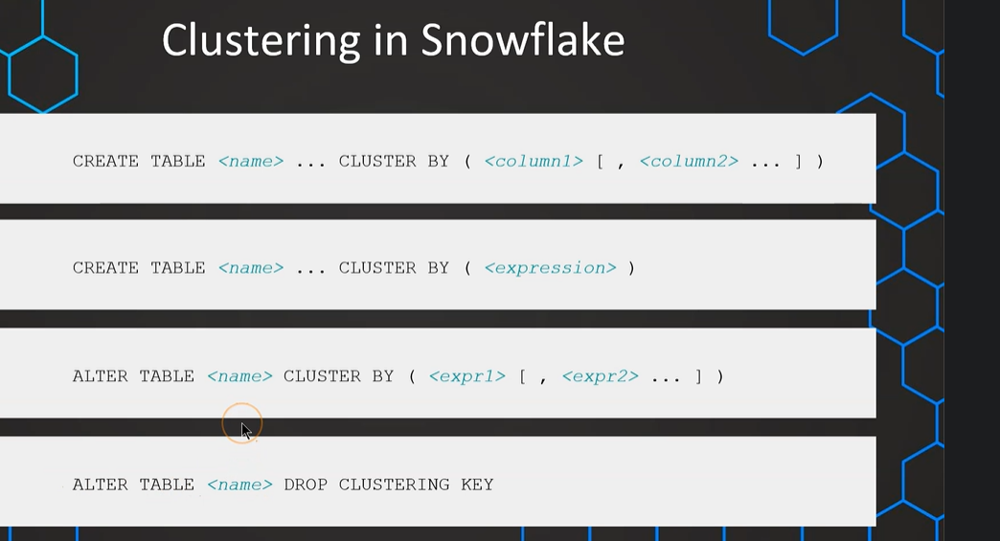 Clustering in Snowflake
CREATE TABLE <name> ... CLUSTER BY ( <column1> [ , <column2> ... ] )
CREATE TABLE <name> ... CLUSTER BY ( <expression> )
ALTER TABLE <name> CLUSTER BY ( <expr1> [ , <expr2> ... ] )
ALTER TABLE <name> DROP CLUSTERING KEY